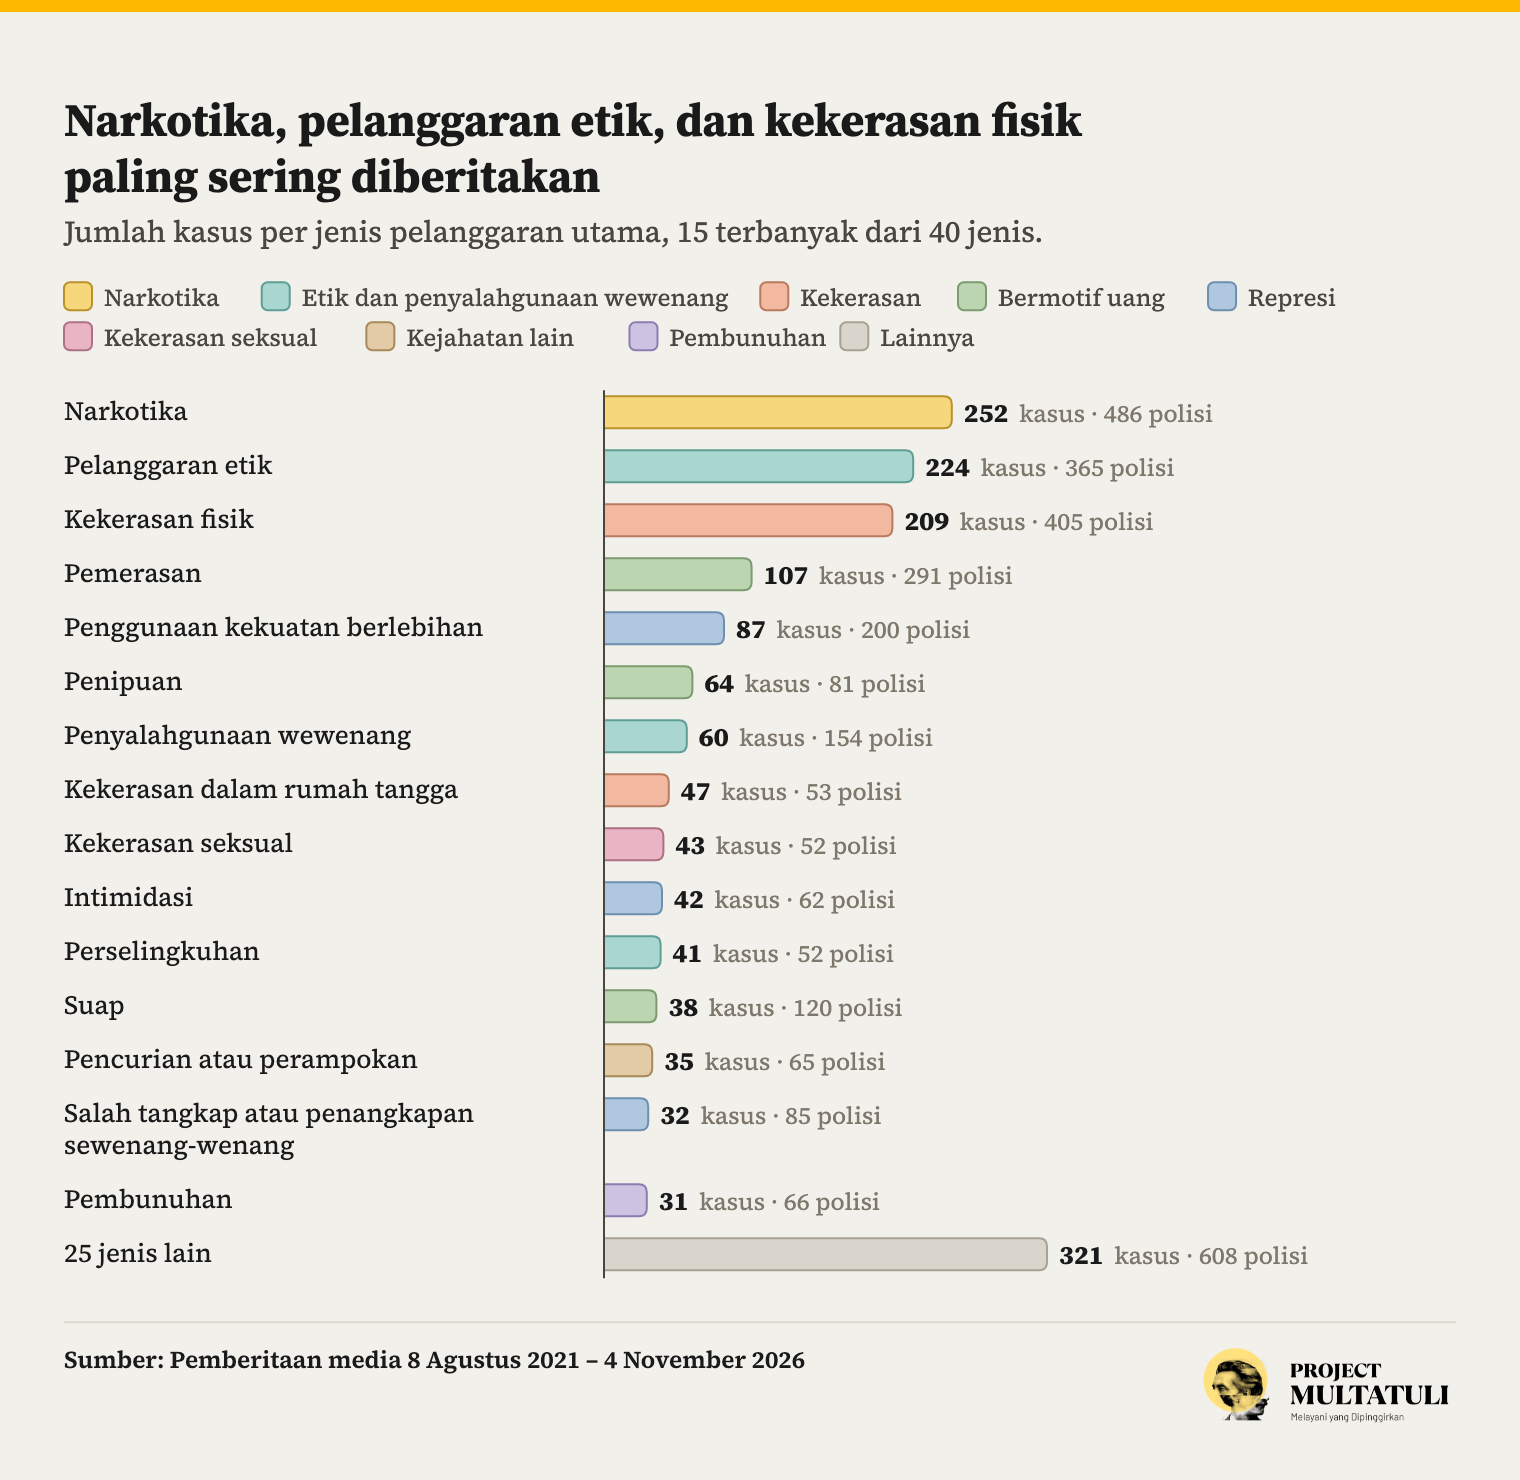 Narkotika, pelanggaran etik, dan kekerasan fisik
paling sering diberitakan
Jumlah kasus per jenis pelanggaran utama, 15 terbanyak dari 40 jenis.
Narkotika Etik dan penyalahgunaan wewenang Kekerasan Bermotif uang Represi
Kekerasan seksual Kejahatan lain Pembunuhan Lainnya
Narkotika 252 kasus · 486 polisi
Pelanggaran etik 224 kasus · 365 polisi
Kekerasan fisik 209 kasus · 405 polisi
Pemerasan 107 kasus · 291 polisi
Penggunaan kekuatan berlebihan 87 kasus · 200 polisi
Penipuan 64 kasus · 81 polisi
Penyalahgunaan wewenang 60 kasus · 154 polisi
Kekerasan dalam rumah tangga 47 kasus · 53 polisi
Kekerasan seksual 43 kasus · 52 polisi
Intimidasi 42 kasus · 62 polisi
Perselingkuhan 41 kasus · 52 polisi
Suap 38 kasus · 120 polisi
Pencurian atau perampokan 35 kasus · 65 polisi
Salah tangkap atau penangkapan 32 kasus · 85 polisi
sewenang-wenang
Pembunuhan 31 kasus · 66 polisi
25 jenis lain 321 kasus · 608 polisi
Sumber: Pemberitaan media 8 Agustus 2021 – 4 November 2026
PROJECT
MULTATULI
Melayani yang Dipinggirkan